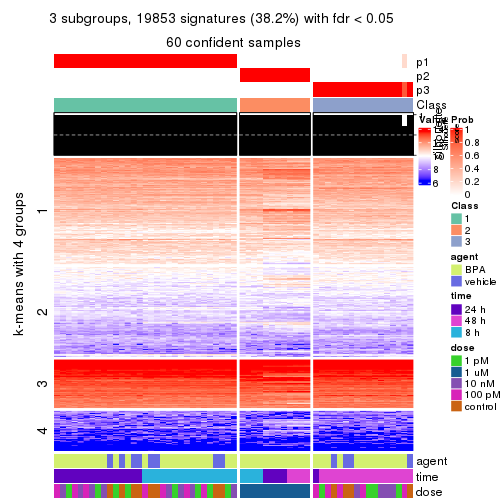 3 subgroups, 19853 signatures (38.2%) with fdr < 0.05
60 confident samples
p1
p2
p3
Class
Value Prob
1
0.8
0.6
0.4
0.2
0
6
k-means with 4 groups
1
2
3
4
Class
1
2
3
agent
BPA
vehicle
time
24 h
48 h
8 h
dose
1 pM
1 uM
10 nM
100 pM
control
agent
time
dose